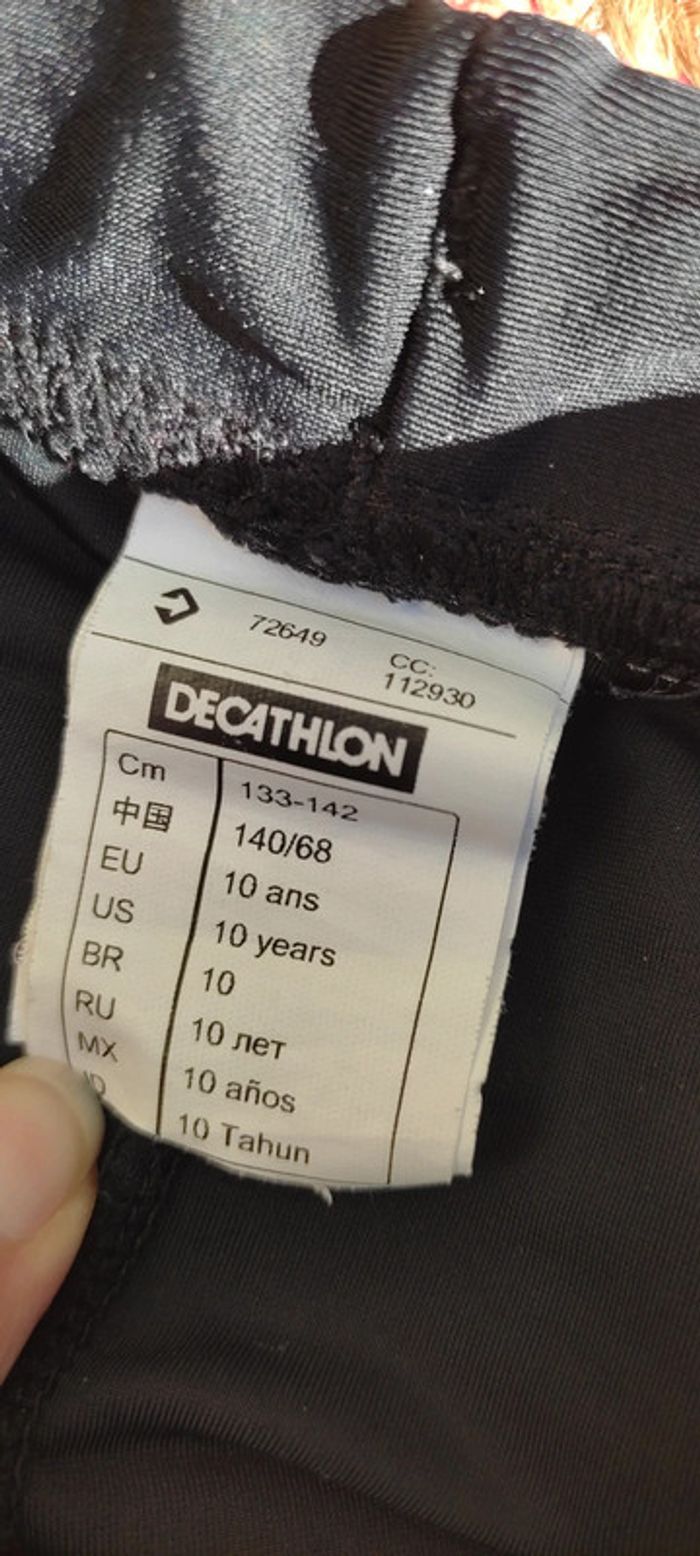 72649 CC:
112930
DECATHLON
Cm 133-142
中国 140/68
EU 10 ans
US 10 years
BR 10
RU 10 лет
MX 10 años
ID 10 Tahun